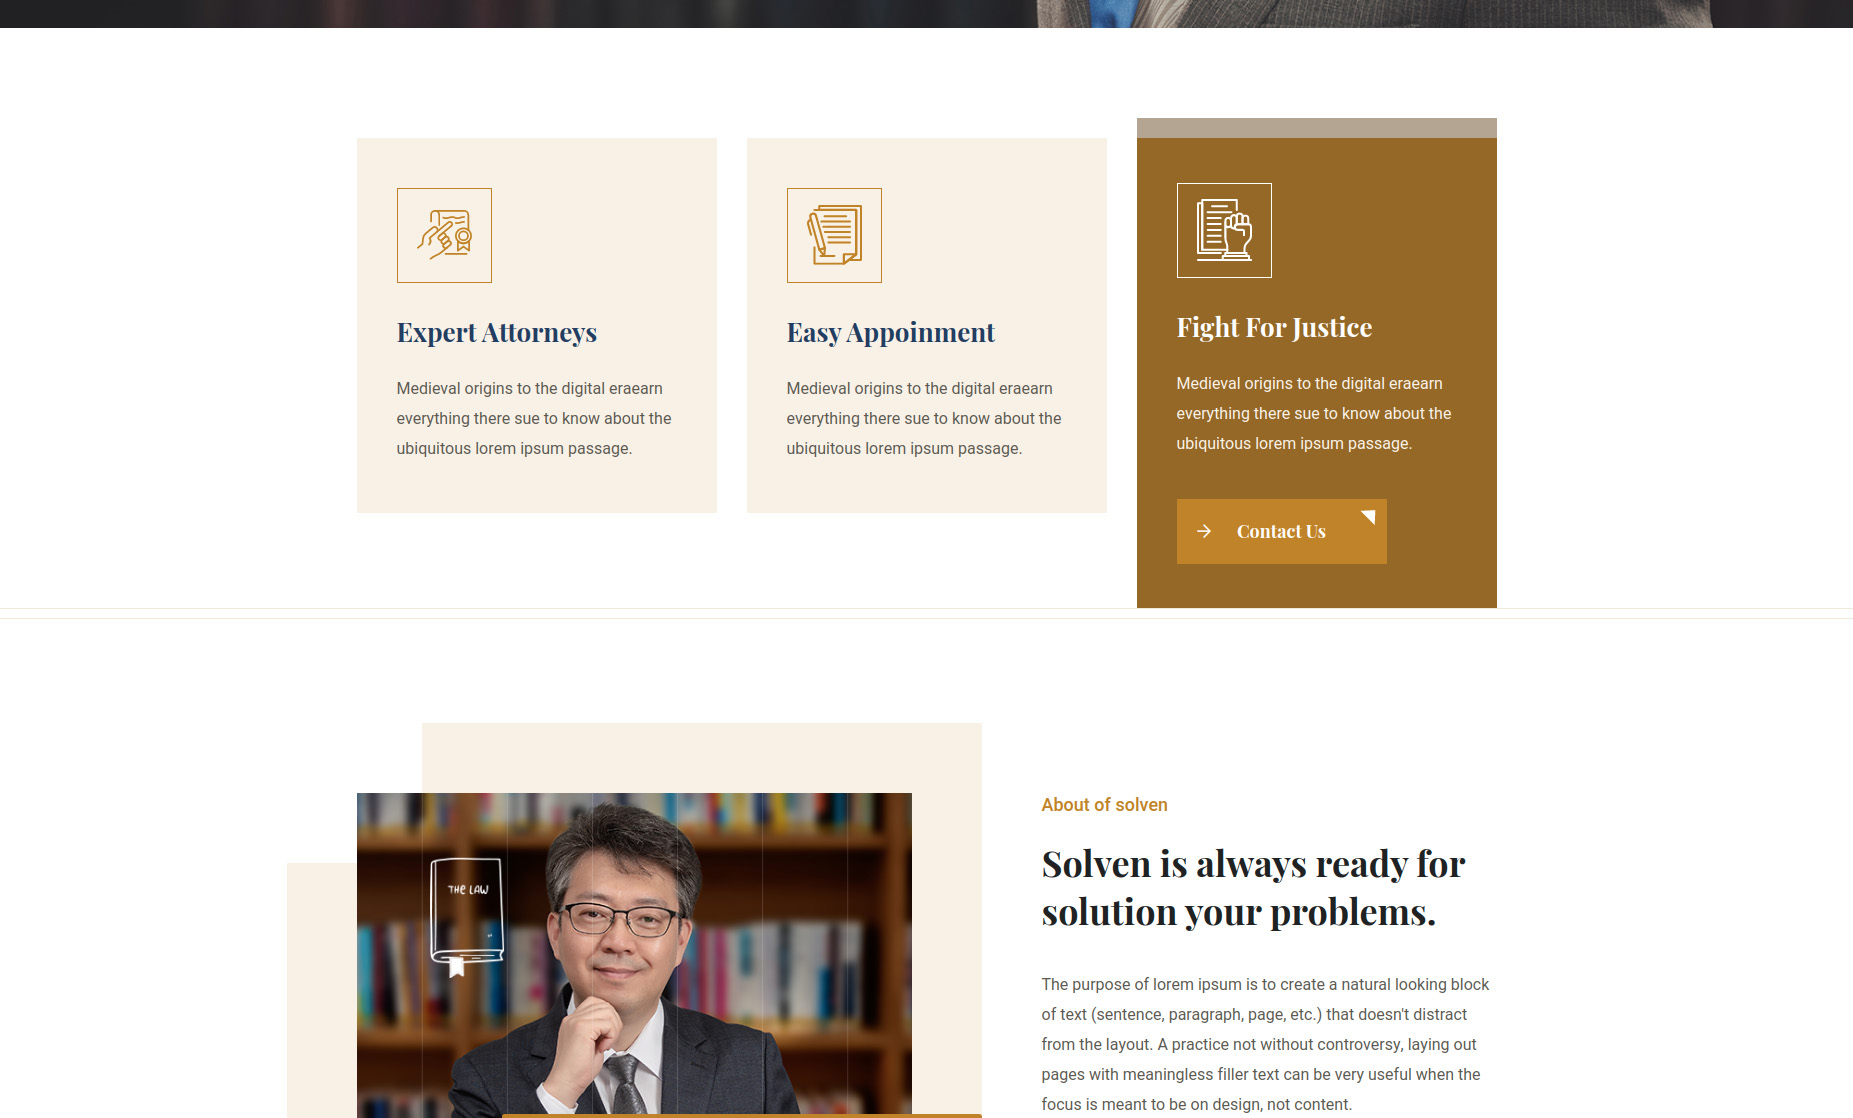 Expert Attorneys
Medieval origins to the digital eraearn
everything there sue to know about the
ubiquitous lorem ipsum passage.
Easy Appoinment
Medieval origins to the digital eraearn
everything there sue to know about the
ubiquitous lorem ipsum passage.
Fight For Justice
Medieval origins to the digital eraearn
everything there sue to know about the
ubiquitous lorem ipsum passage.
Contact Us
THE LAW
About of solven
Solven is always ready for
solution your problems.
The purpose of lorem ipsum is to create a natural looking block
of text (sentence, paragraph, page, etc.) that doesn't distract
from the layout. A practice not without controversy, laying out
pages with meaningless filler text can be very useful when the
focus is meant to be on design, not content.